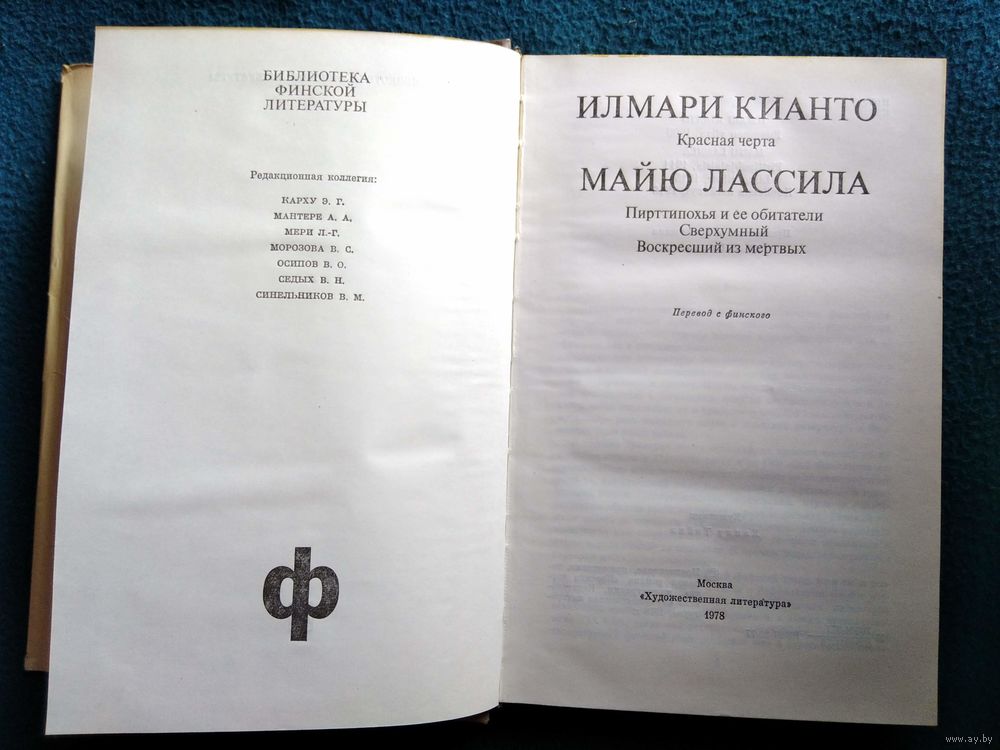 БИБЛИОТЕКА
ФИНСКОЙ
ЛИТЕРАТУРЫ
Редакционная коллегия:
КАРХУ Э. Г.
МАНТЕРЕ А. А.
МЕРИ Л.-Г.
МОРОЗОВА В. С.
ОСИПОВ В. О.
СЕДЫХ В. Н.
СИНЕЛЬНИКОВ В. М.
ф
ИЛМАРИ КИАНТО
Красная черта
МАЙЮ ЛАССИЛА
Пирттипохья и ее обитатели
Сверхумный
Воскресший из мертвых
Перевод с финского
Москва
«Художественная литература»
1978
www.ay.by